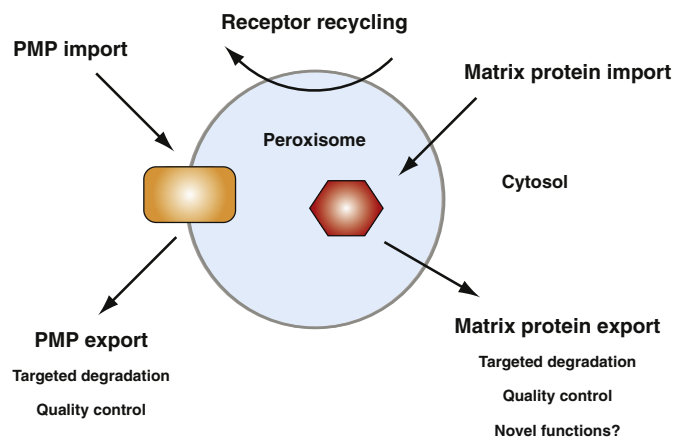 Receptor recycling
PMP import
Matrix protein import
Peroxisome
Cytosol
PMP export
Targeted degradation
Quality control
Matrix protein export
Targeted degradation
Quality control
Novel functions?